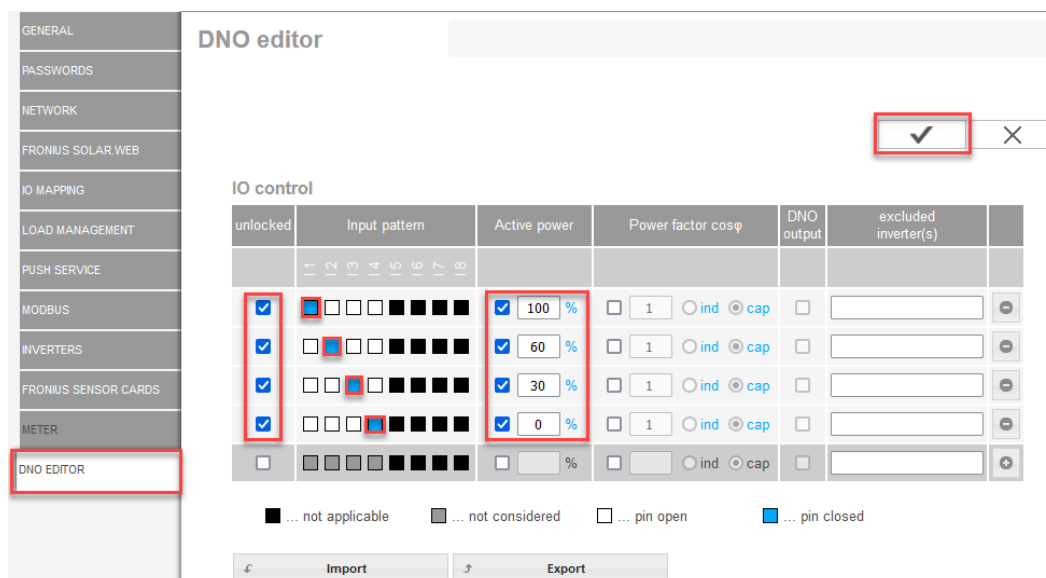 GENERAL
PASSWORDS
NETWORK
FRONIUS SOLAR.WEB
IO MAPPING
LOAD MANAGEMENT
PUSH SERVICE
MODBUS
INVERTERS
FRONIUS SENSOR CARDS
METER
DNO EDITOR
DNO editor
IO control
unlocked Input pattern Active power Power factor cosφ DNO output excluded inverter(s)
I1 I2 I3 I4 I5 I6 I7 I8
100 % 1 ind cap
60 % 1 ind cap
30 % 1 ind cap
0 % 1 ind cap
% ind cap
... not applicable ... not considered ... pin open ... pin closed
Import Export